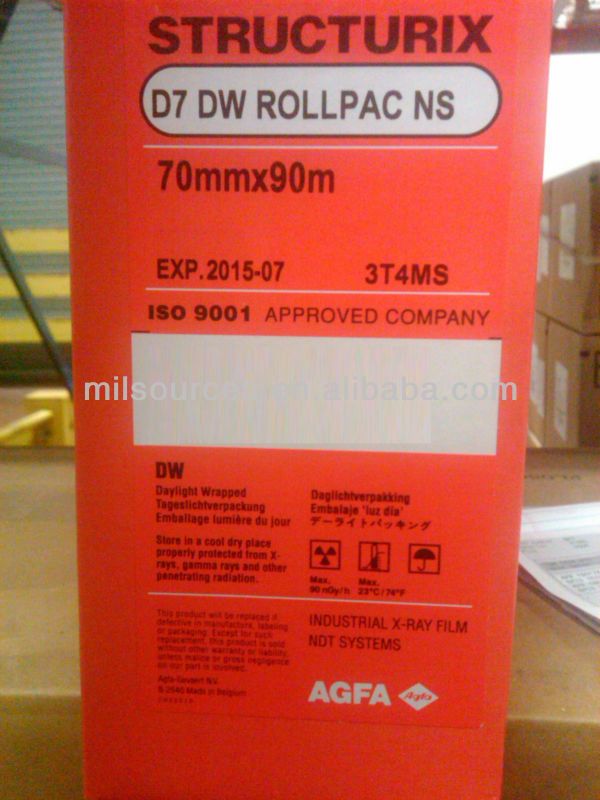 STRUCTURIX
D7 DW ROLLPAC NS
70mmx90m
EXP.2015-07 3T4MS
ISO 9001 APPROVED COMPANY
.alibaba.com
DW
Daylight Wrapped
Tageslichtverpackung
Emballage lumière du jour
Daglichtverpakking
Embalaje 'luz dia'
デーライトパッキング
Store in a cool dry place
properly protected from X-
rays, gamma rays and other
penetrating radiation.
Max.
90 nGy/h
Max.
23°C/74°F
This product will be replaced if
defective in manufacture, labeling
or packaging. Except for such
replacement, this product is sold
without other warranty or liability,
unless malice or gross negligence
on our part is involved.
Agfa-Gevaert N.V.
B-2640 Made in Belgium
INDUSTRIAL X-RAY FILM
NDT SYSTEMS
AGFA
Agfa